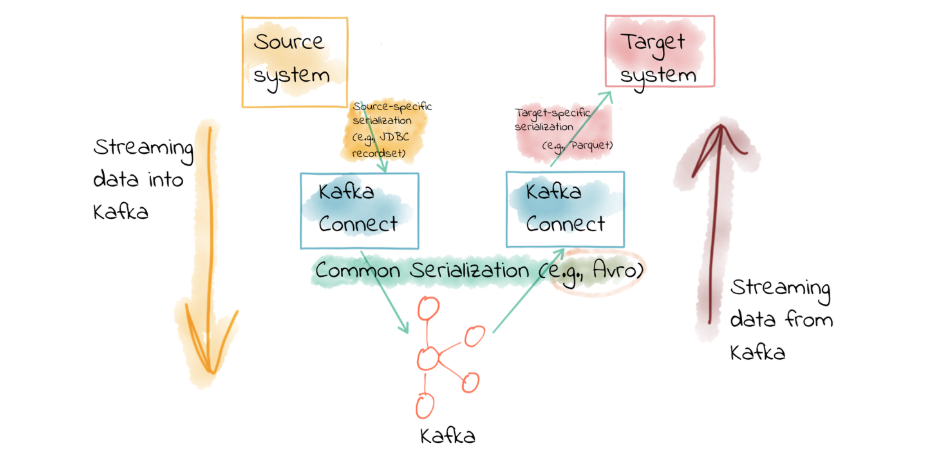 Source
system
Target
system
Source-specific
serialization
(e.g., JDBC
recordset)
Target-specific
serialization
(e.g., Parquet)
Streaming
data into
Kafka
Kafka
Connect
Kafka
Connect
Common Serialization (e.g., Avro)
Streaming
data from
Kafka
Kafka